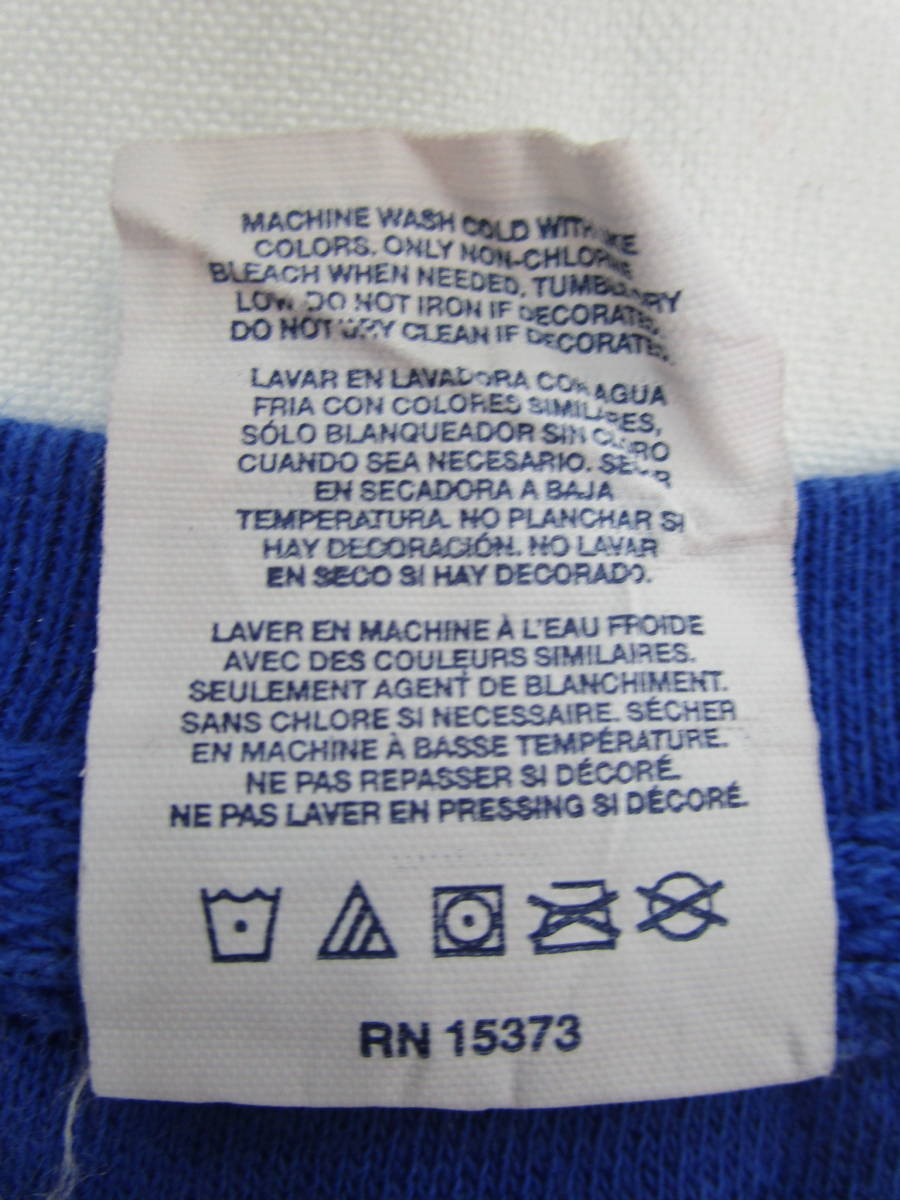 MACHINE WASH COLD WITH LIKE
COLORS. ONLY NON-CHLORINE
BLEACH WHEN NEEDED, TUMBLE DRY
LOW. DO NOT IRON IF DECORATED.
DO NOT DRY CLEAN IF DECORATED.
LAVAR EN LAVADORA CON AGUA
FRIA CON COLORES SIMILARES,
SÓLO BLANQUEADOR SIN CLORO
CUANDO SEA NECESARIO. SECAR
EN SECADORA A BAJA
TEMPERATURA. NO PLANCHAR SI
HAY DECORACIÓN. NO LAVAR
EN SECO SI HAY DECORADO.
LAVER EN MACHINE À L'EAU FROIDE
AVEC DES COULEURS SIMILAIRES.
SEULEMENT AGENT DE BLANCHIMENT.
SANS CHLORE SI NECESSAIRE. SÉCHER
EN MACHINE À BASSE TEMPÉRATURE.
NE PAS REPASSER SI DÉCORÉ.
NE PAS LAVER EN PRESSING SI DÉCORÉ.
RN 15373